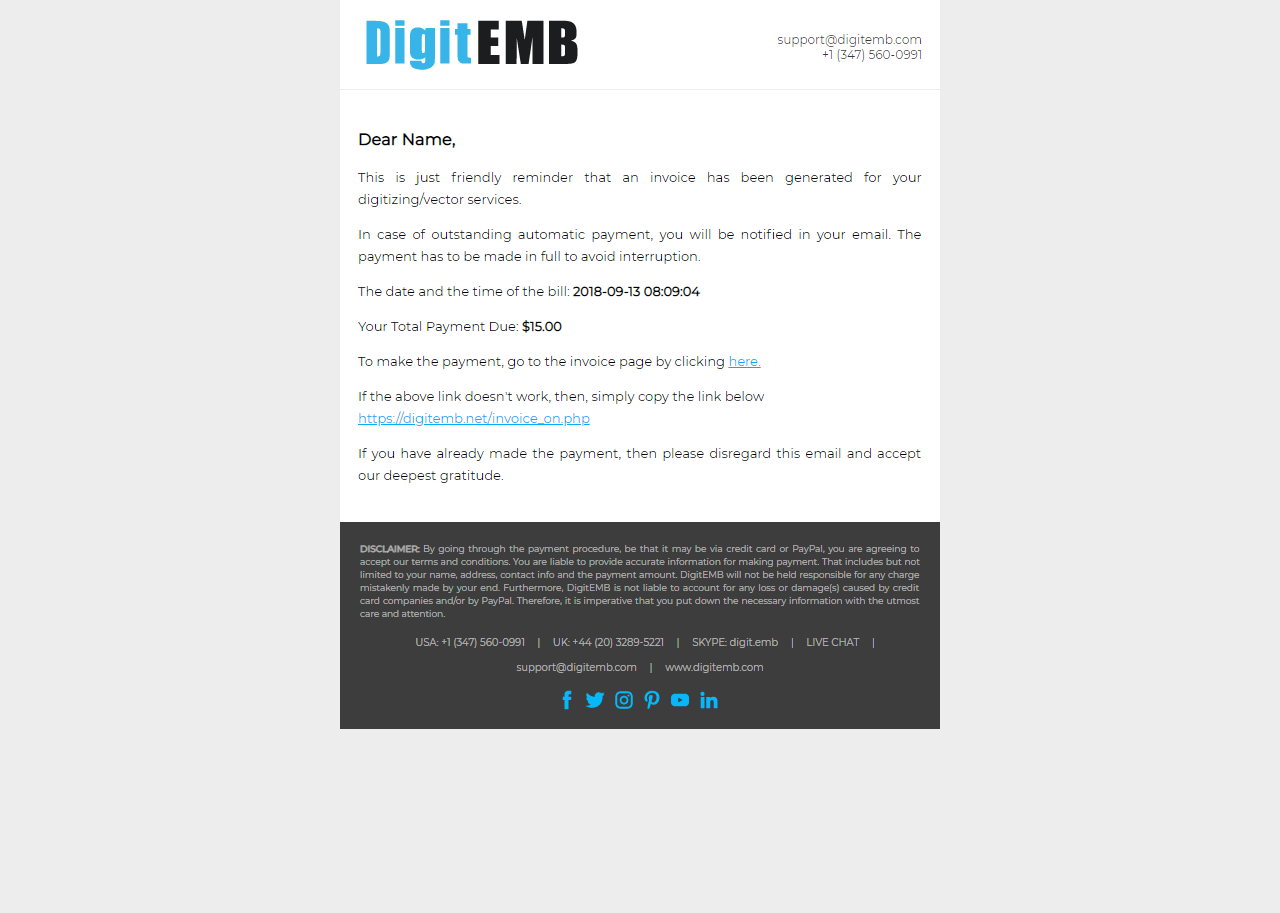 DigitEMB
support@digitemb.com
+1 (347) 560-0991
Dear Name,
This is just friendly reminder that an invoice has been generated for your
digitizing/vector services.
In case of outstanding automatic payment, you will be notified in your email. The
payment has to be made in full to avoid interruption.
The date and the time of the bill: 2018-09-13 08:09:04
Your Total Payment Due: $15.00
To make the payment, go to the invoice page by clicking here.
If the above link doesn't work, then, simply copy the link below
https://digitemb.net/invoice_on.php
If you have already made the payment, then please disregard this email and accept
our deepest gratitude.
DISCLAIMER: By going through the payment procedure, be that it may be via credit card or PayPal, you are agreeing to
accept our terms and conditions. You are liable to provide accurate information for making payment. That includes but not
limited to your name, address, contact info and the payment amount. DigitEMB will not be held responsible for any charge
mistakenly made by your end. Furthermore, DigitEMB is not liable to account for any loss or damage(s) caused by credit
card companies and/or by PayPal. Therefore, it is imperative that you put down the necessary information with the utmost
care and attention.
USA: +1 (347) 560-0991 | UK: +44 (20) 3289-5221 | SKYPE: digit.emb | LIVE CHAT |
support@digitemb.com | www.digitemb.com